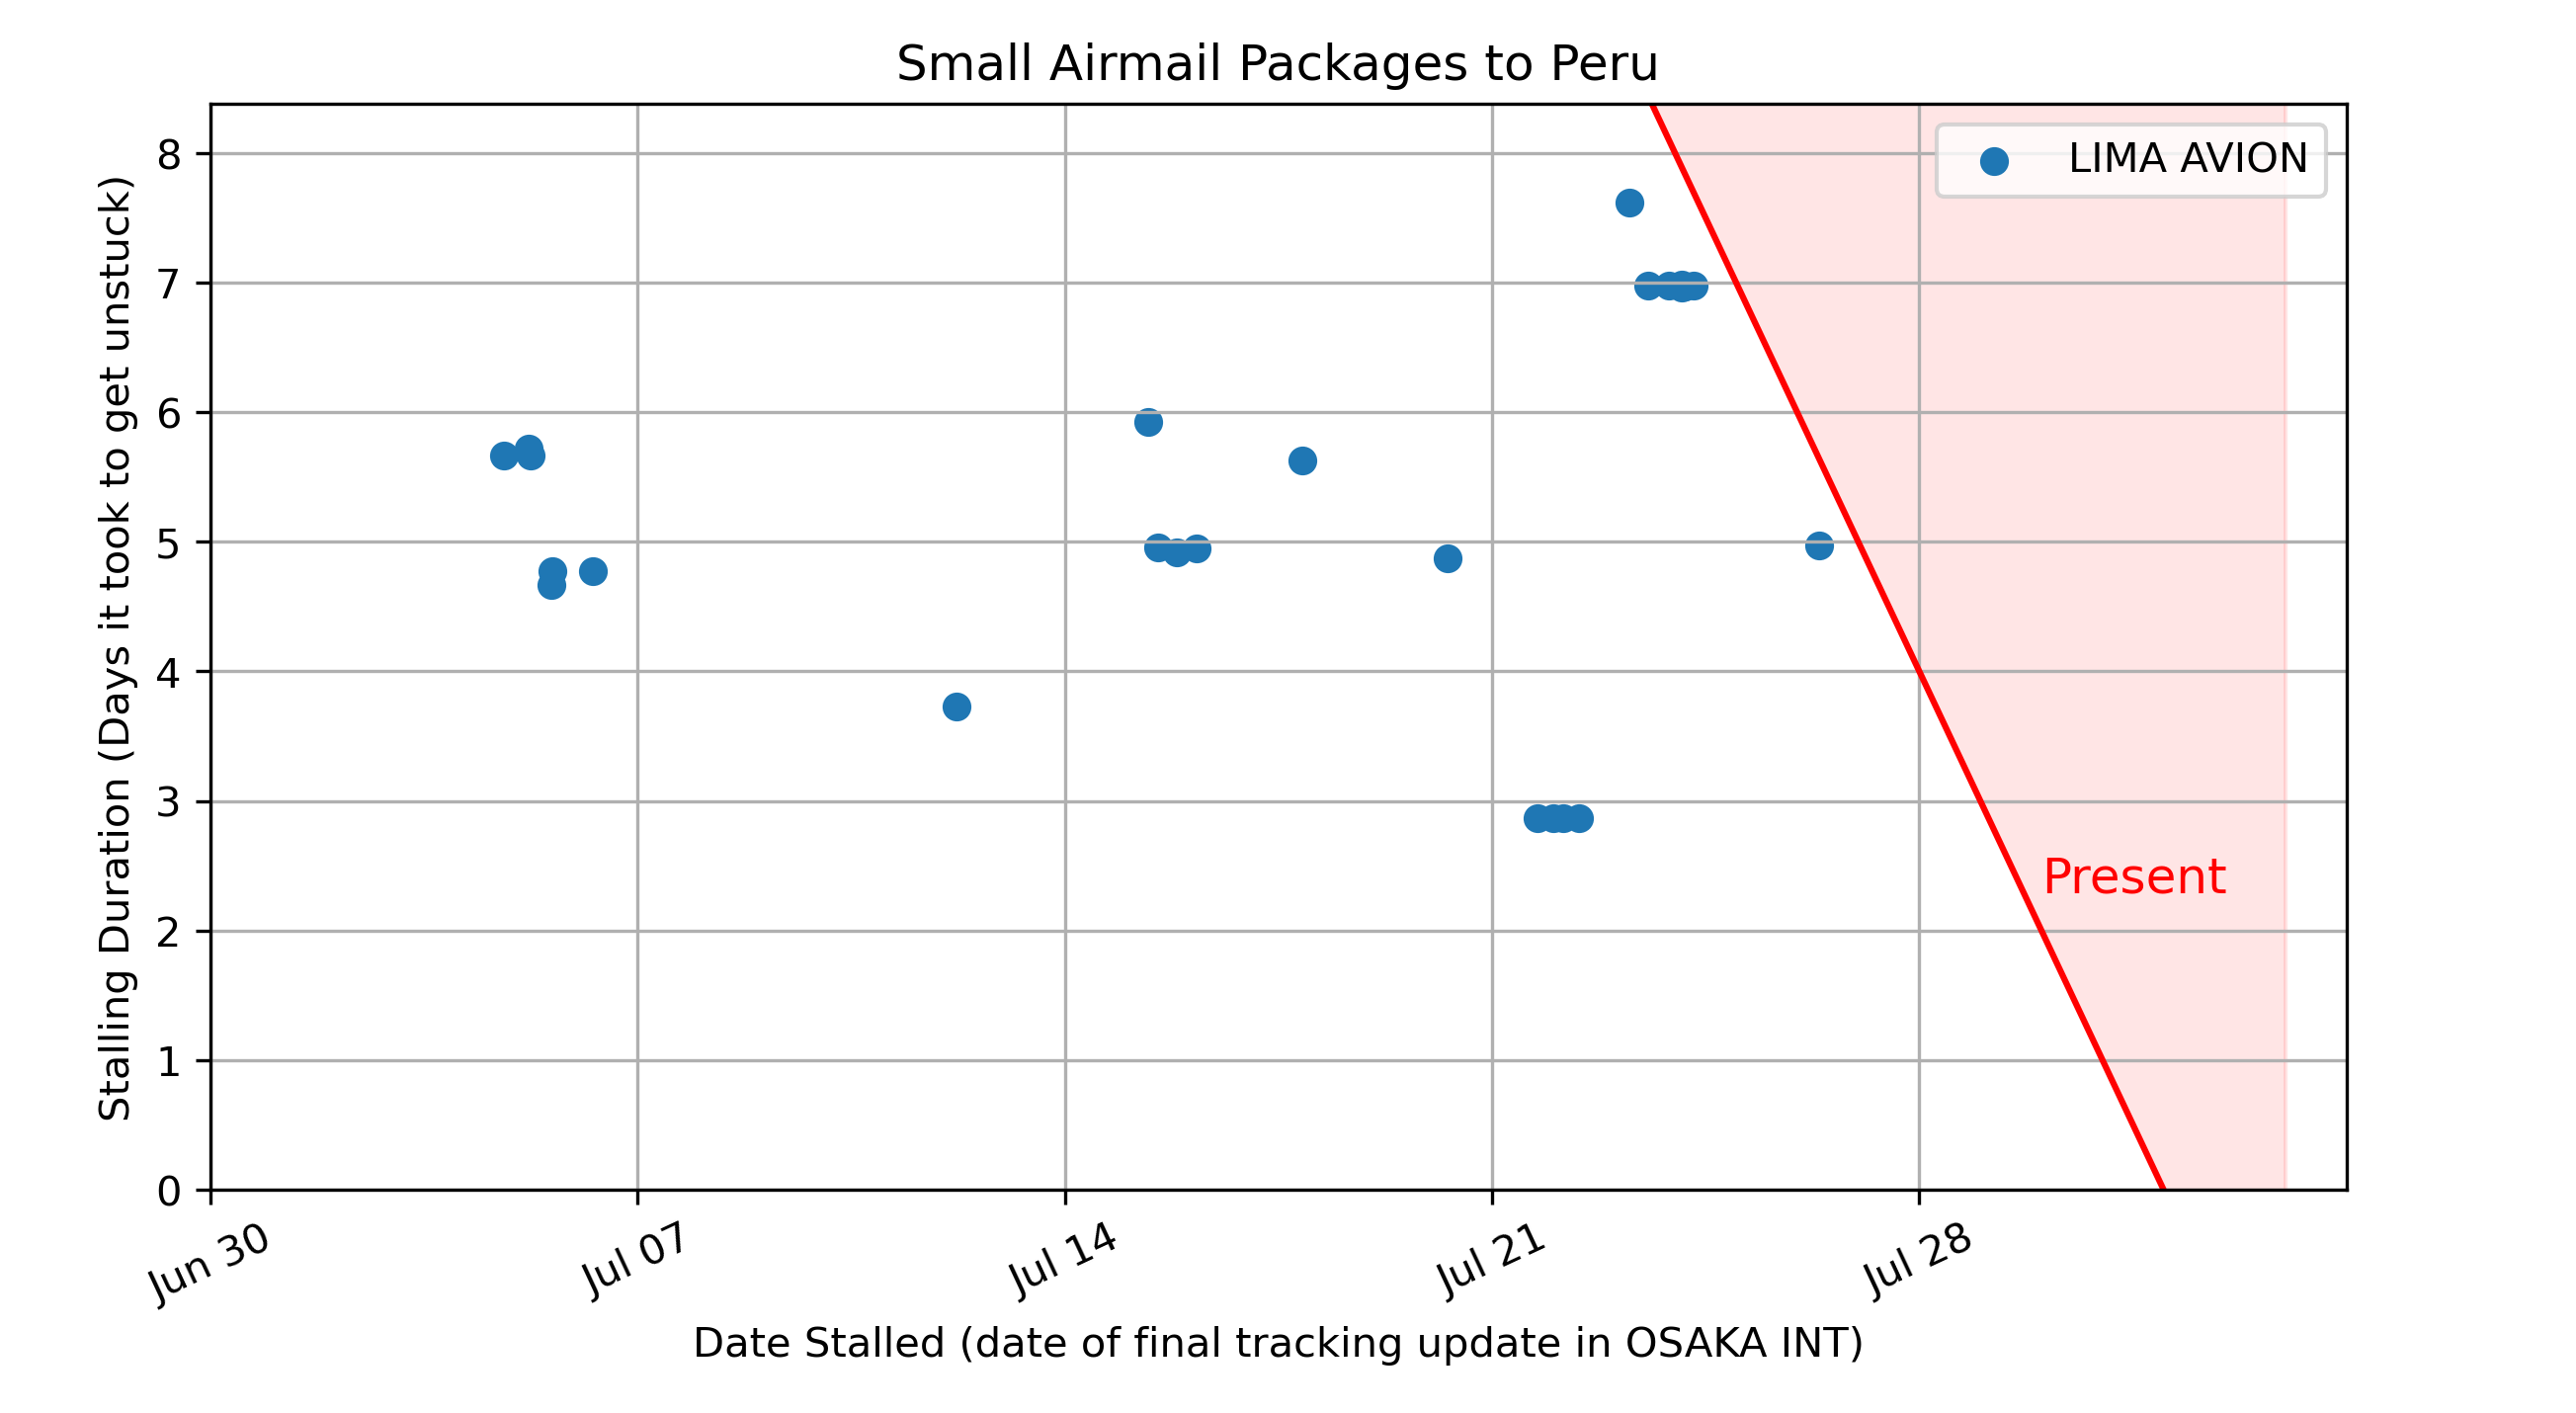 Small Airmail Packages to Peru
LIMA AVION
Stalling Duration (Days it took to get unstuck)
8
7
6
5
4
3
2
1
0
Present
Jun 30
Jul 07
Jul 14
Jul 21
Jul 28
Date Stalled (date of final tracking update in OSAKA INT)